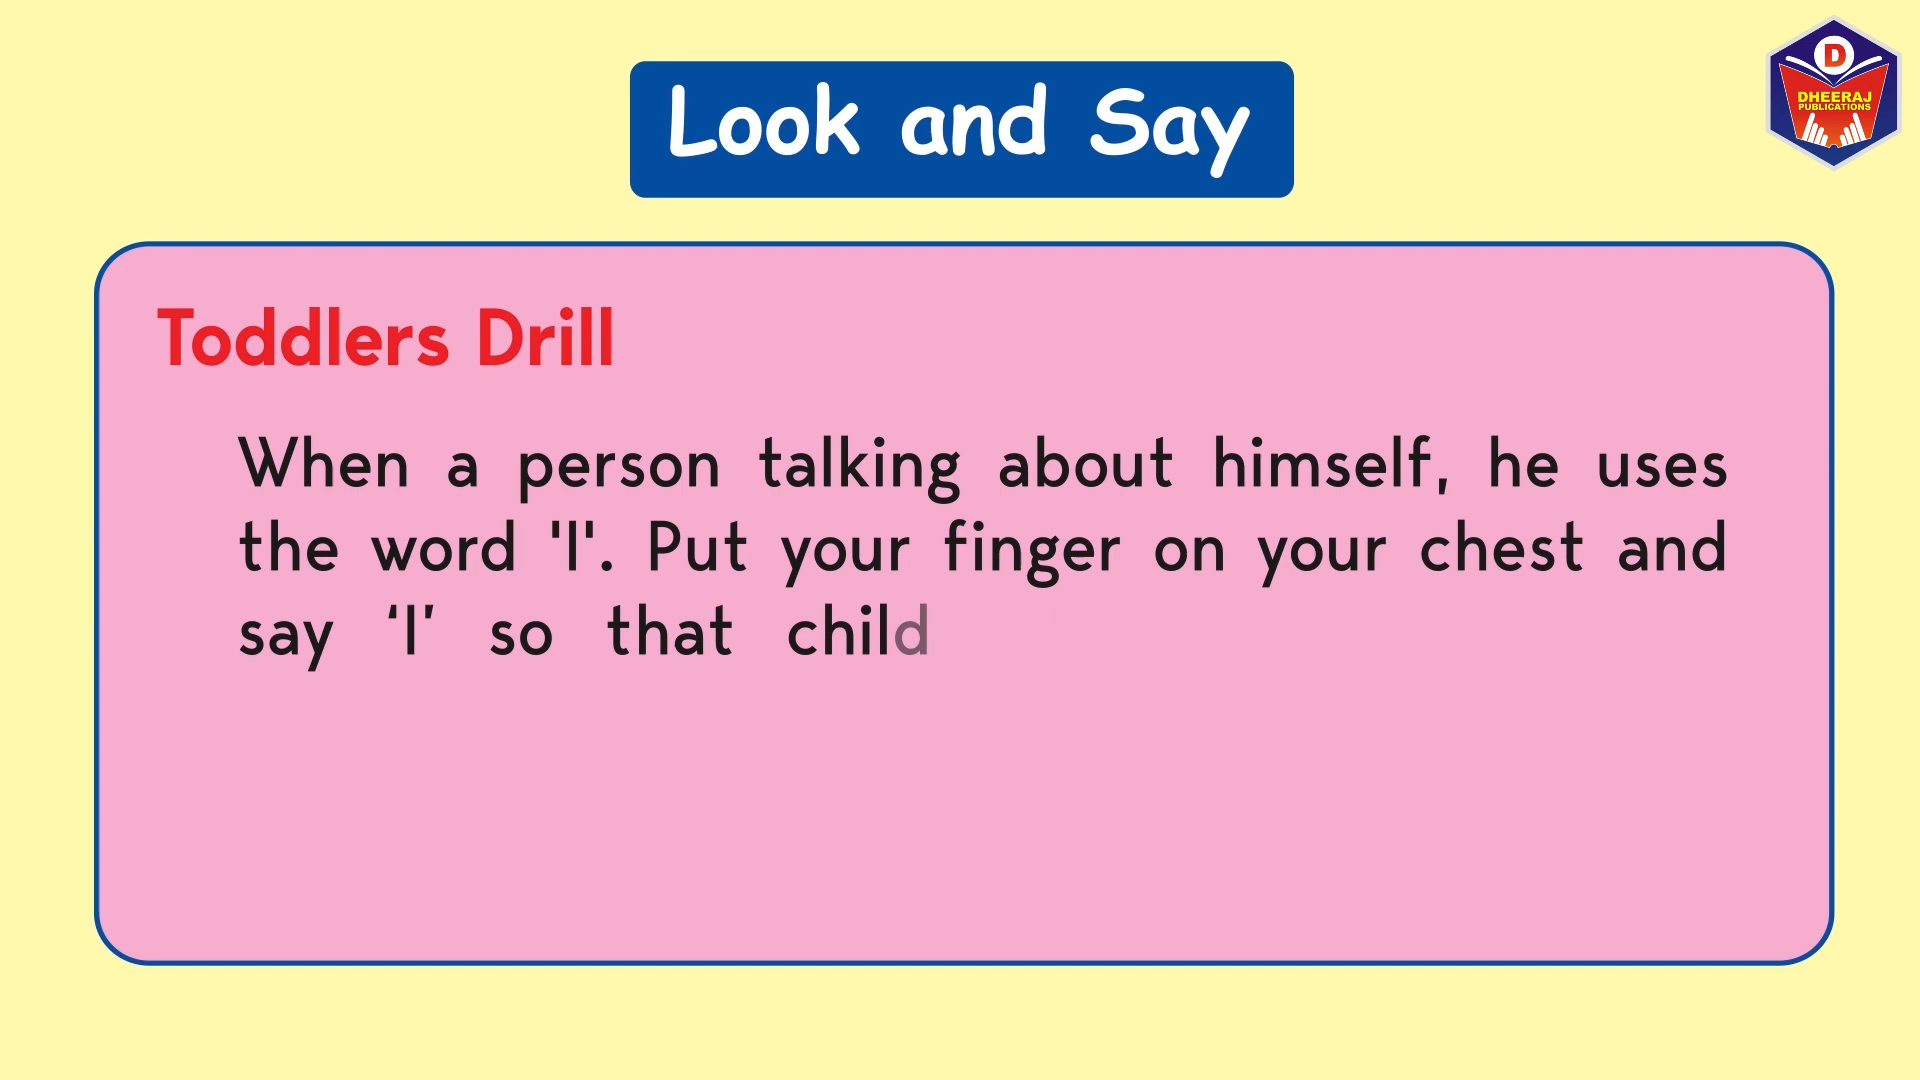 Look and Say
D
DHEERAJ
PUBLICATIONS
Toddlers Drill
When a person talking about himself, he uses
the word 'I'. Put your finger on your chest and
say ‘I’ so that child